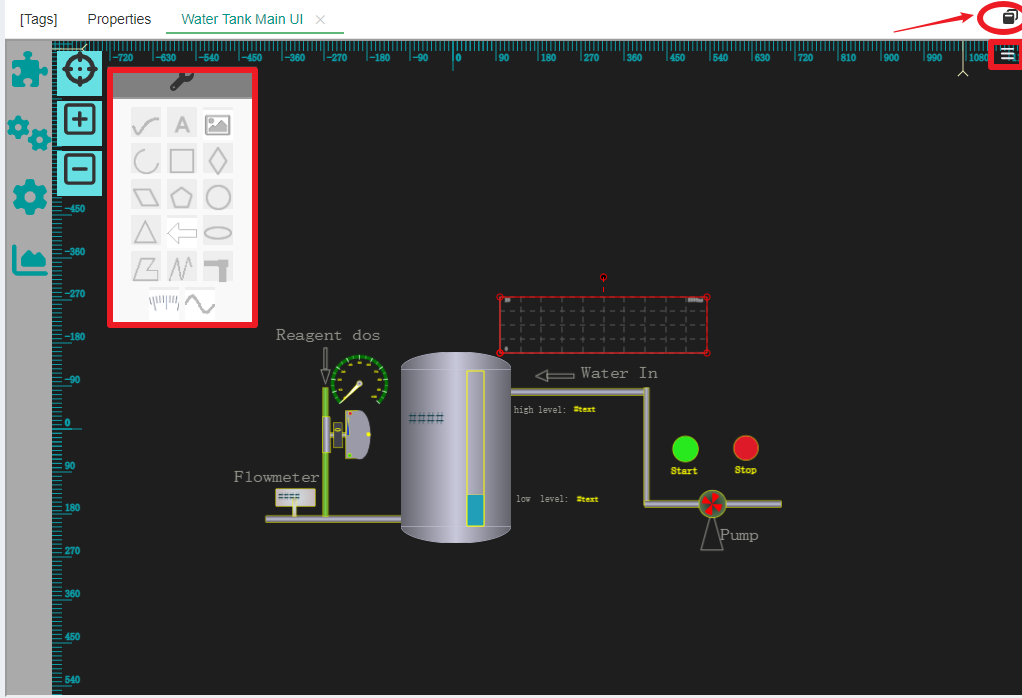 [Tags] Properties Water Tank Main UI
-720 -630 -540 -450 -360 -270 -180 -90 0 90 180 270 360 450 540 630 720 810 900 990 1080
A
-450
-360
-270
-180
-90
0
90
180
270
360
450
540
Reagent dos
Water In
high level: #text
####
Start Stop
Flowmeter
####
low level: #text
Pump